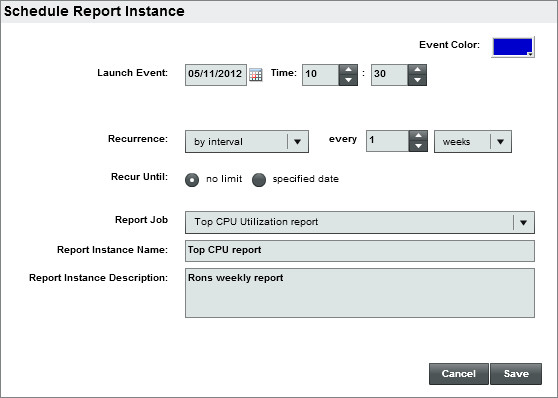 Schedule Report Instance
Event Color:
Launch Event: 05/11/2012 Time: 10 : 30
Recurrence: by interval every 1 weeks
Recur Until: no limit specified date
Report Job Top CPU Utilization report
Report Instance Name: Top CPU report
Report Instance Description: Rons weekly report
Cancel Save